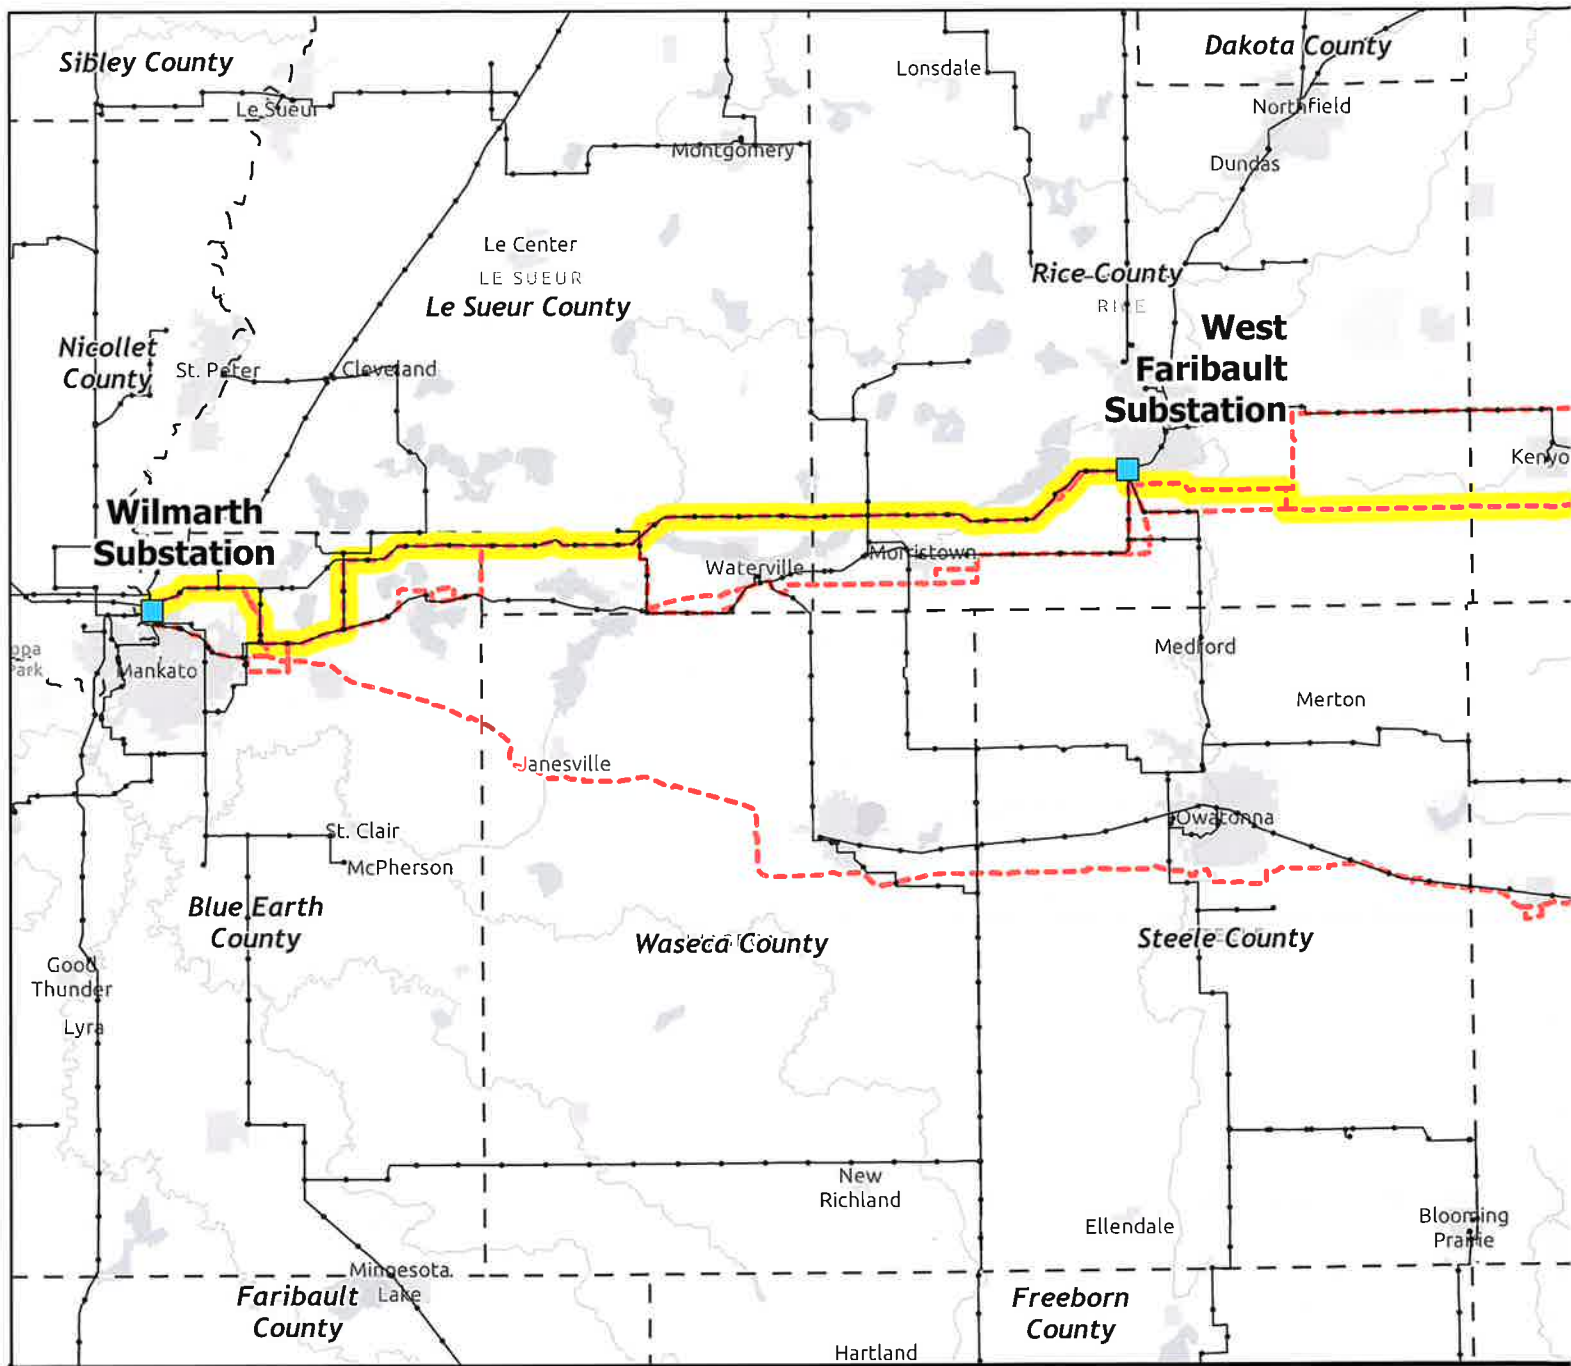 Sibley County
Dakota County
Lonsdale
Le Sueur
Northfield
Montgomery
Dundas
Le Center
LE SUEUR
Le Sueur County
Rice County
RICE
Nicollet
County
St. Peter
Cleveland
West
Faribault
Substation
Kenyo
Wilmarth
Substation
Morristown
Waterville
Medford
Park
Mankato
Merton
Janesville
Owatonna
St. Clair
McPherson
Blue Earth
County
Waseca County
Steele County
Good
Thunder
Lyra
New
Richland
Ellendale
Blooming
Prairie
Minnesota
Lake
Faribault
County
Freeborn
County
Hartland